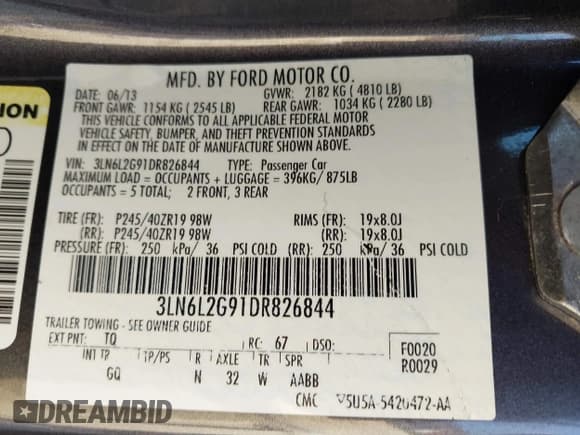 MFD. BY FORD MOTOR CO.
DATE: 06/13 GVWR: 2182 KG ( 4810 LB)
FRONT GAWR: 1154 KG ( 2545 LB) REAR GAWR: 1034 KG ( 2280 LB)
THIS VEHICLE CONFORMS TO ALL APPLICABLE FEDERAL MOTOR
VEHICLE SAFETY, BUMPER, AND THEFT PREVENTION STANDARDS
IN EFFECT ON THE DATE OF MANUFACTURE SHOWN ABOVE.
VIN: 3LN6L2G91DR826844 TYPE: Passenger Car
MAXIMUM LOAD = OCCUPANTS + LUGGAGE = 396KG/ 875LB
OCCUPANTS = 5 TOTAL; 2 FRONT, 3 REAR
TIRE (FR): P245/40ZR19 98W RIMS (FR): 19x8.0J
(RR): P245/40ZR19 98W (RR): 19x8.0J
PRESSURE (FR): 250 kPa/ 36 PSI COLD (RR): 250 kPa/ 36 PSI COLD
3LN6L2G91DR826844
TRAILER TOWING - SEE OWNER GUIDE
EXT PNT: TQ RC: 67 DSO: F0020
INT TR TP/PS R AXLE TR SPR R0029
GQ N 32 W AABB
CMC 5U5A-5420472-AA
ION
DREAMBID